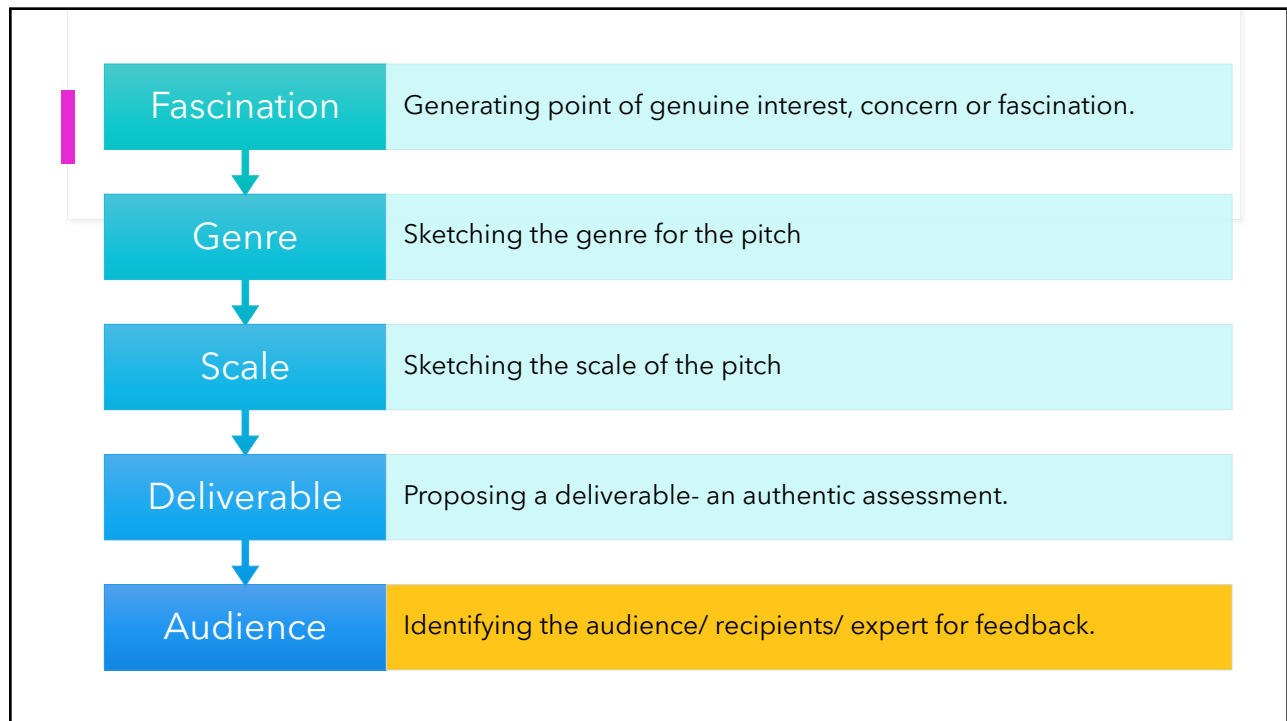 Fascination
Generating point of genuine interest, concern or fascination.
Genre
Sketching the genre for the pitch
Scale
Sketching the scale of the pitch
Deliverable
Proposing a deliverable- an authentic assessment.
Audience
Identifying the audience/ recipients/ expert for feedback.